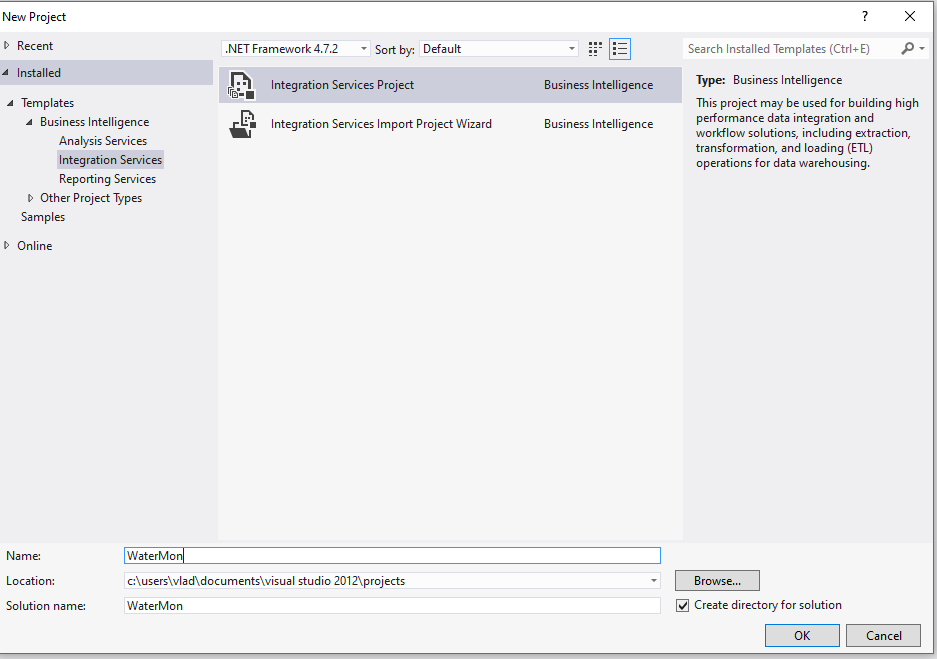 New Project
?
Recent
Installed
Templates
Business Intelligence
Analysis Services
Integration Services
Reporting Services
Other Project Types
Samples
Online
.NET Framework 4.7.2 Sort by: Default
Integration Services Project Business Intelligence
Integration Services Import Project Wizard Business Intelligence
Search Installed Templates (Ctrl+E)
Type: Business Intelligence
This project may be used for building high
performance data integration and
workflow solutions, including extraction,
transformation, and loading (ETL)
operations for data warehousing.
Name: WaterMon
Location: c:\users\vlad\documents\visual studio 2012\projects Browse...
Solution name: WaterMon Create directory for solution
OK Cancel